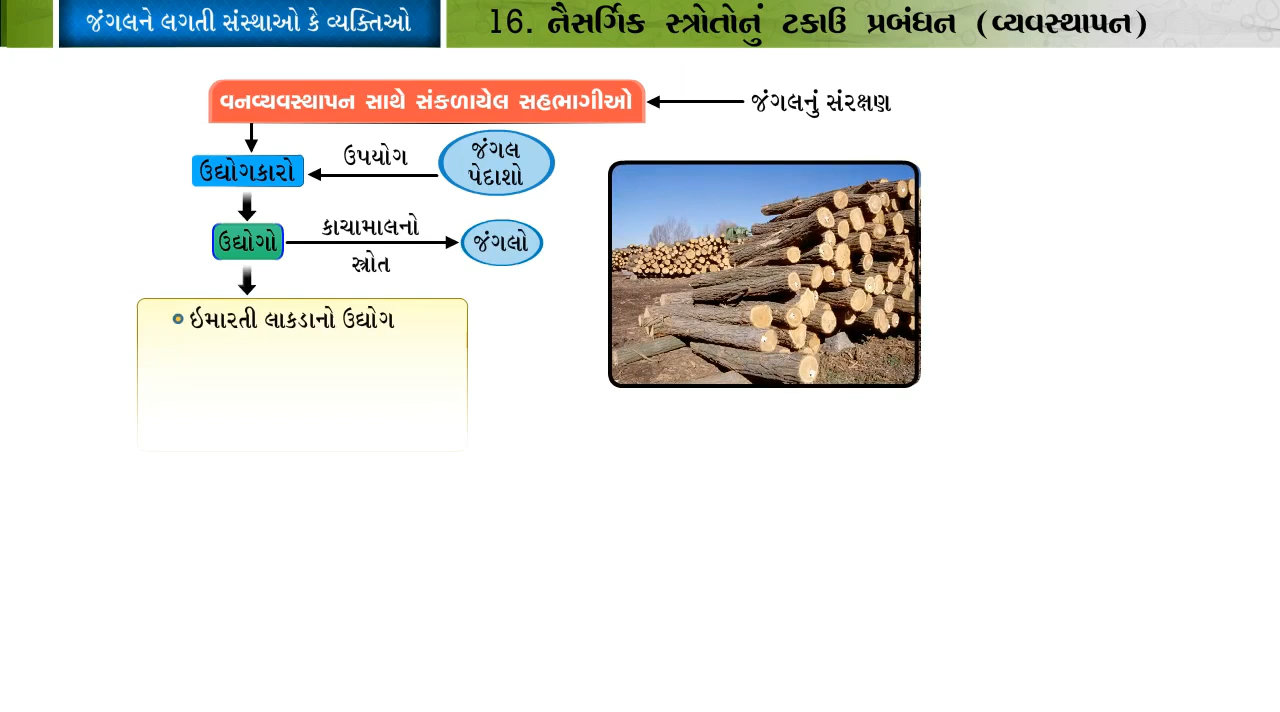 જંગલને લગતી સંસ્થાઓ કે વ્યક્તિઓ
16. નૈસર્ગિક સ્ત્રોતોનું ટકાઉ પ્રબંધન (વ્યવસ્થાપન)
વનવ્યવસ્થાપન સાથે સંકળાયેલ સહભાગીઓ
જંગલનું સંરક્ષણ
ઉદ્યોગકારો
ઉપયોગ
જંગલ
પેદાશો
ઉદ્યોગો
કાચામાલનો
સ્ત્રોત
જંગલો
ઈમારતી લાકડાનો ઉદ્યોગ